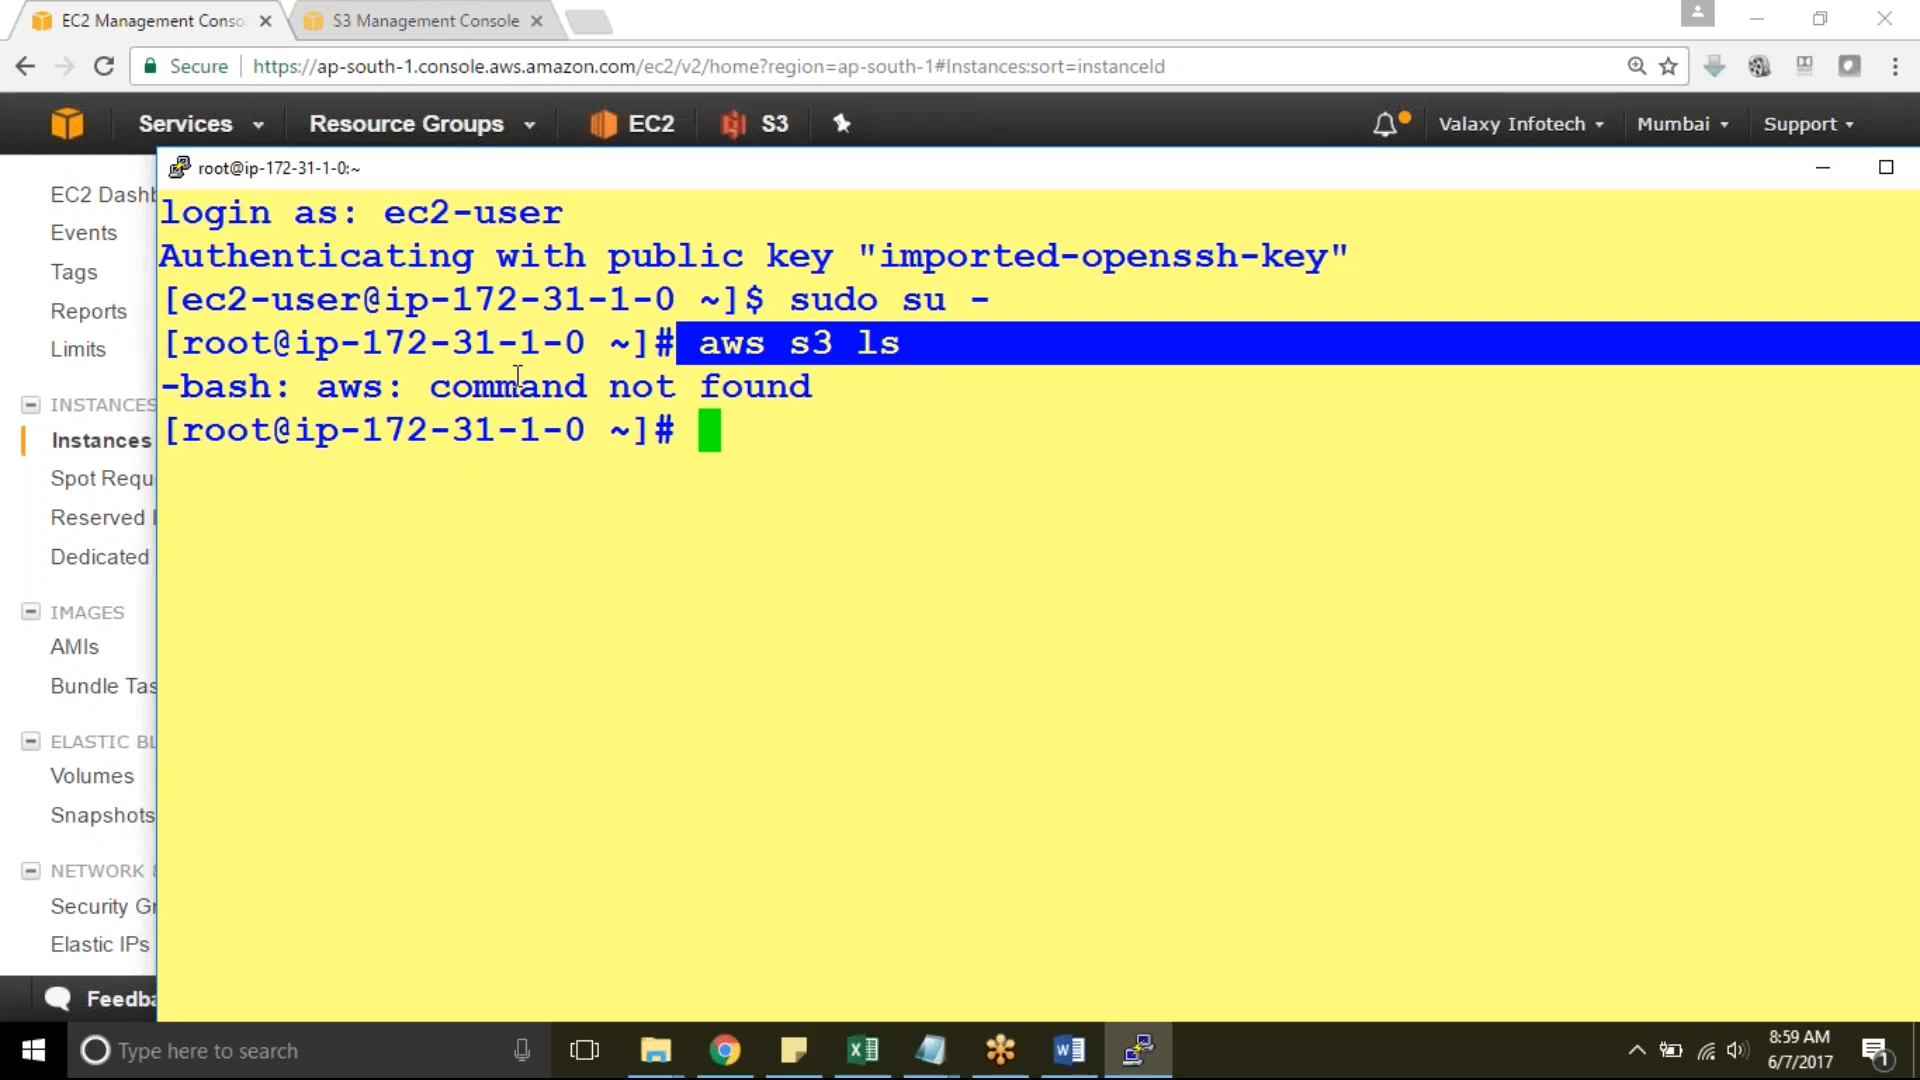 EC2 Management Conso
S3 Management Console
Secure
https://ap-south-1.console.aws.amazon.com/ec2/v2/home?region=ap-south-1#Instances:sort=instanceId
Services
Resource Groups
EC2
S3
Valaxy Infotech
Mumbai
Support
root@ip-172-31-1-0:~
login as: ec2-user
Authenticating with public key "imported-openssh-key"
[ec2-user@ip-172-31-1-0 ~]$ sudo su -
[root@ip-172-31-1-0 ~]# aws s3 ls
-bash: aws: command not found
[root@ip-172-31-1-0 ~]#
EC2 Dashb
Events
Tags
Reports
Limits
INSTANCES
Instances
Spot Requ
Reserved I
Dedicated
IMAGES
AMIs
Bundle Tas
ELASTIC BL
Volumes
Snapshots
NETWORK &
Security Gr
Elastic IPs
Feedba
Type here to search
8:59 AM
6/7/2017
1